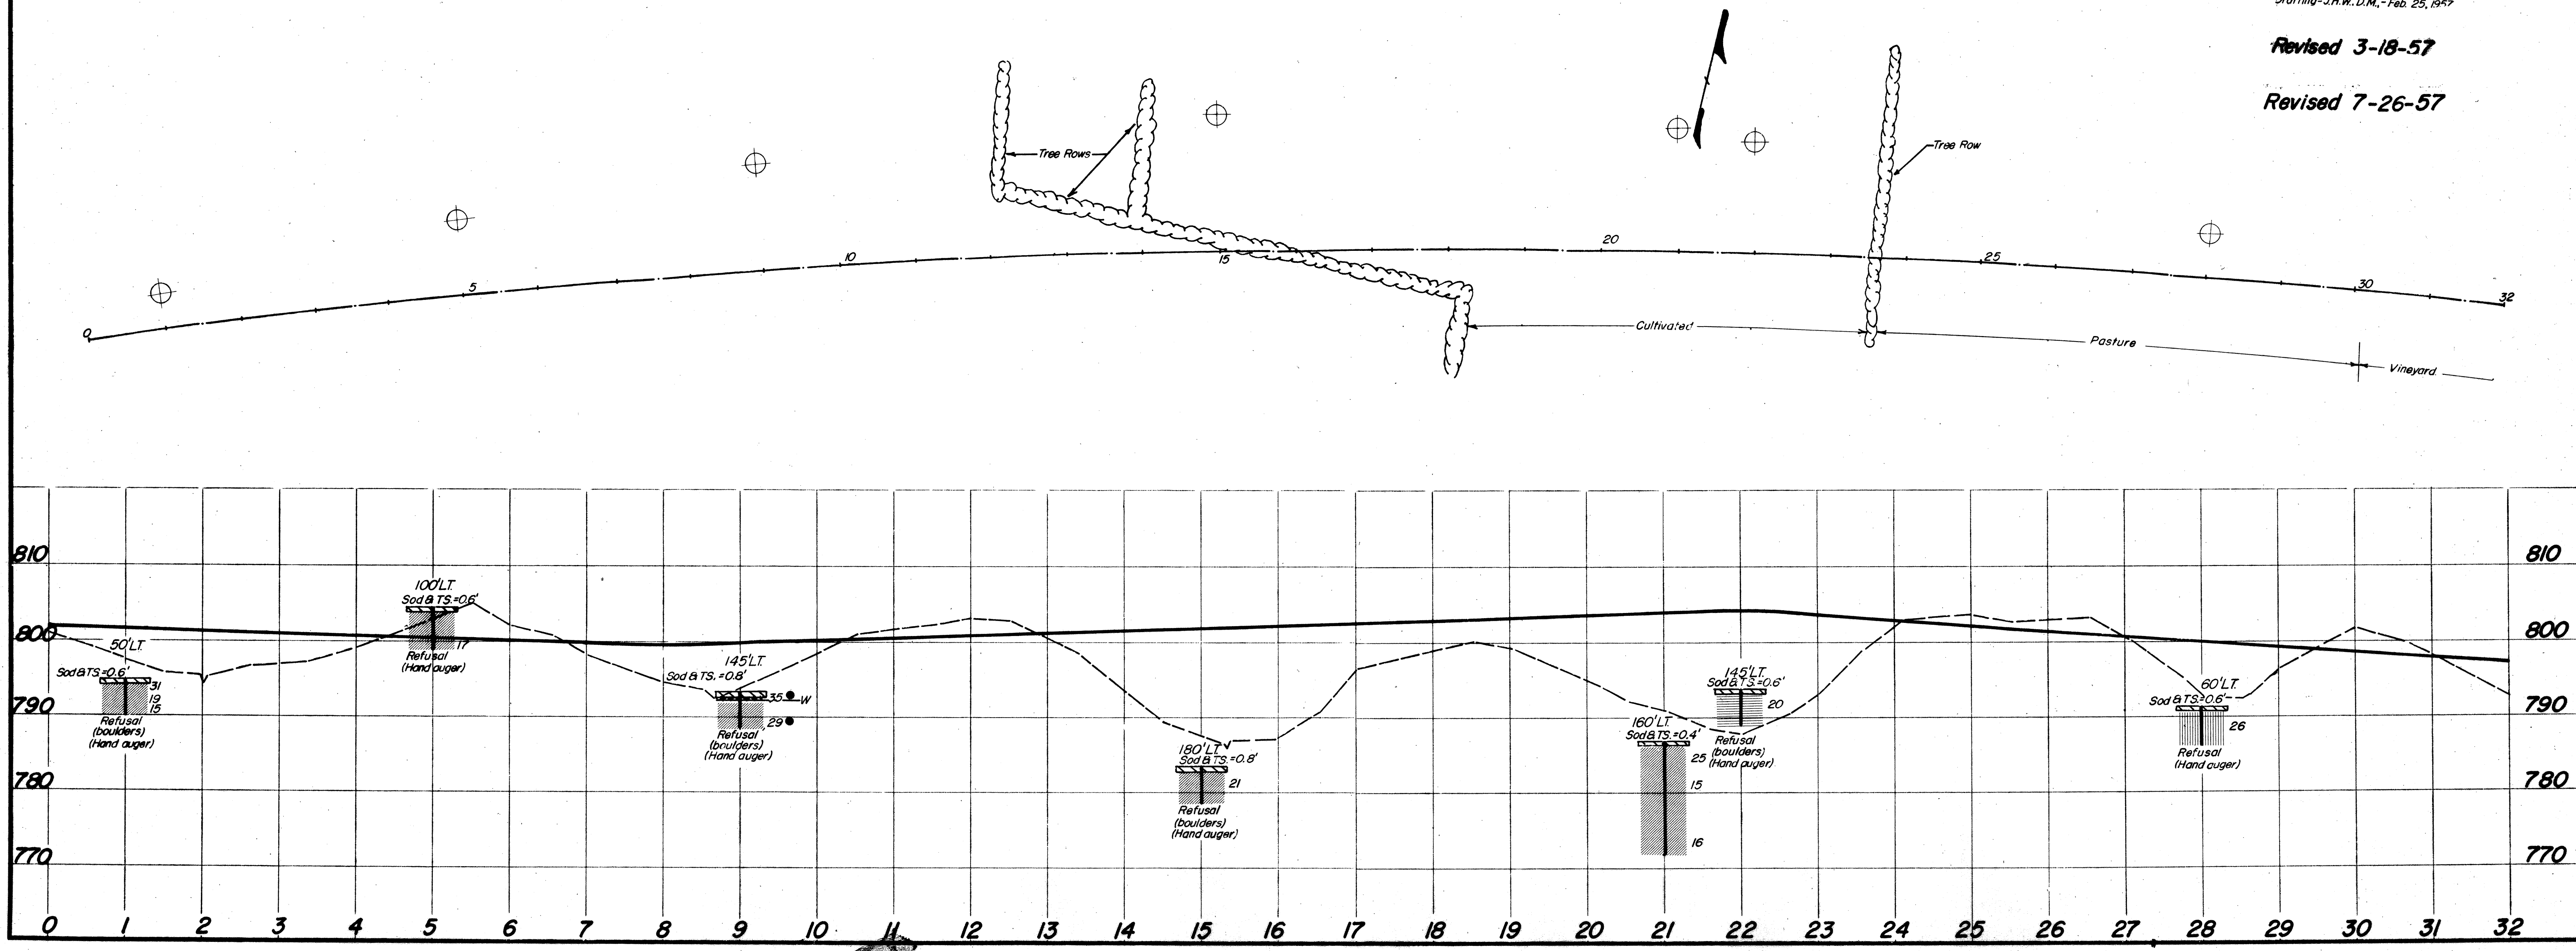 Drafting-J.H.W., D.M.,-Feb. 25, 1957
Revised 3-18-57
Revised 7-26-57
Tree Rows
Tree Row
0
5
10
15
20
25
30
32
Cultivated
Pasture
Vineyard
810
810
800
800
790
790
780
780
770
770
50'LT.
Sod & T.S.=0.6'
31
19
15
Refusal
(boulders)
(Hand auger)
100'LT.
Sod & T.S.=0.6'
17
Refusal
(Hand auger)
145'LT.
Sod & T.S.=0.8'
35
W
29
Refusal
(boulders)
(Hand auger)
180'LT.
Sod & T.S.=0.8'
21
Refusal
(boulders)
(Hand auger)
160'LT.
Sod & T.S.=0.4'
25
15
16
145'LT.
Sod & T.S.=0.6'
20
Refusal
(boulders)
(Hand auger)
60'LT.
Sod & T.S.=0.6'
26
Refusal
(Hand auger)
0 1 2 3 4 5 6 7 8 9 10 11 12 13 14 15 16 17 18 19 20 21 22 23 24 25 26 27 28 29 30 31 32